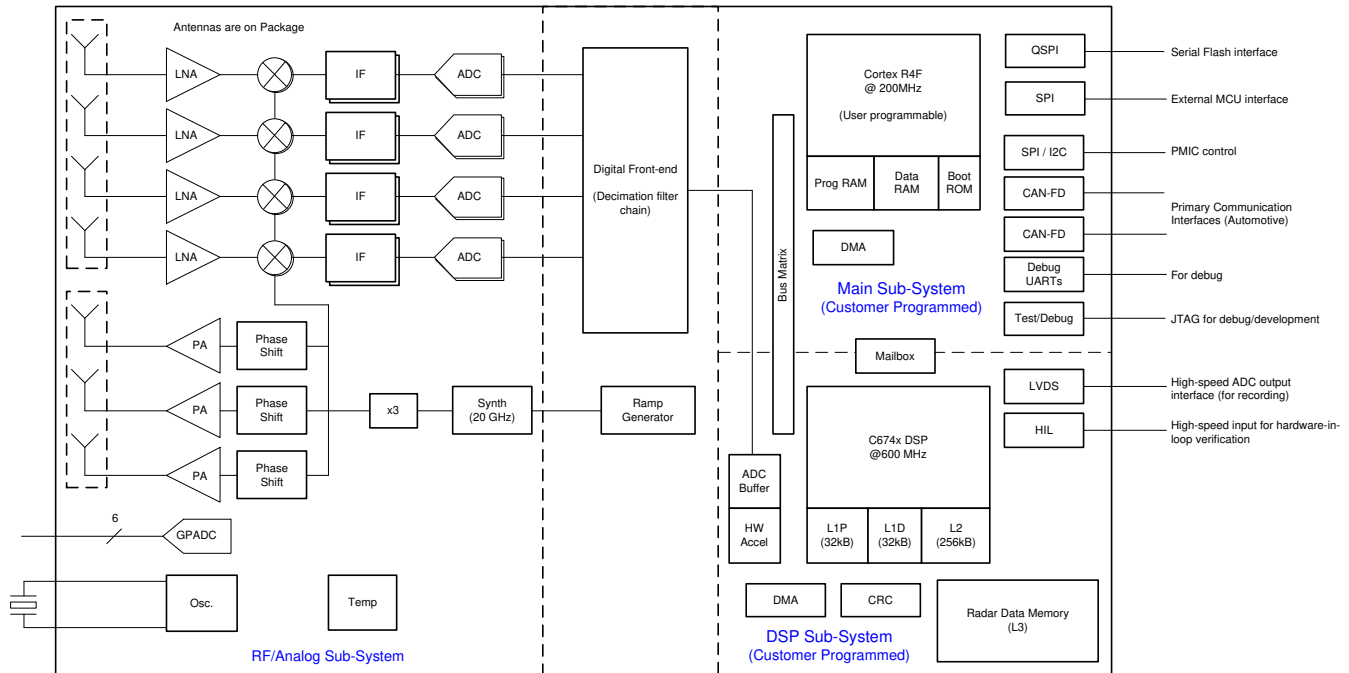 Antennas are on Package
LNA
IF
ADC
LNA
IF
ADC
LNA
IF
ADC
LNA
IF
ADC
PA
Phase
Shift
PA
Phase
Shift
PA
Phase
Shift
x3
Synth
(20 GHz)
Ramp
Generator
6
GPADC
Osc.
Temp
RF/Analog Sub-System
Digital Front-end
(Decimation filter
chain)
Bus Matrix
Cortex R4F
@ 200MHz
(User programmable)
Prog RAM
Data
RAM
Boot
ROM
DMA
Main Sub-System
(Customer Programmed)
Mailbox
C674x DSP
@600 MHz
ADC
Buffer
HW
Accel
L1P
(32kB)
L1D
(32kB)
L2
(256kB)
DMA
CRC
Radar Data Memory
(L3)
DSP Sub-System
(Customer Programmed)
QSPI
Serial Flash interface
SPI
External MCU interface
SPI / I2C
PMIC control
CAN-FD
CAN-FD
Primary Communication
Interfaces (Automotive)
Debug
UARTs
For debug
Test/Debug
JTAG for debug/development
LVDS
High-speed ADC output
interface (for recording)
HIL
High-speed input for hardware-in-
loop verification